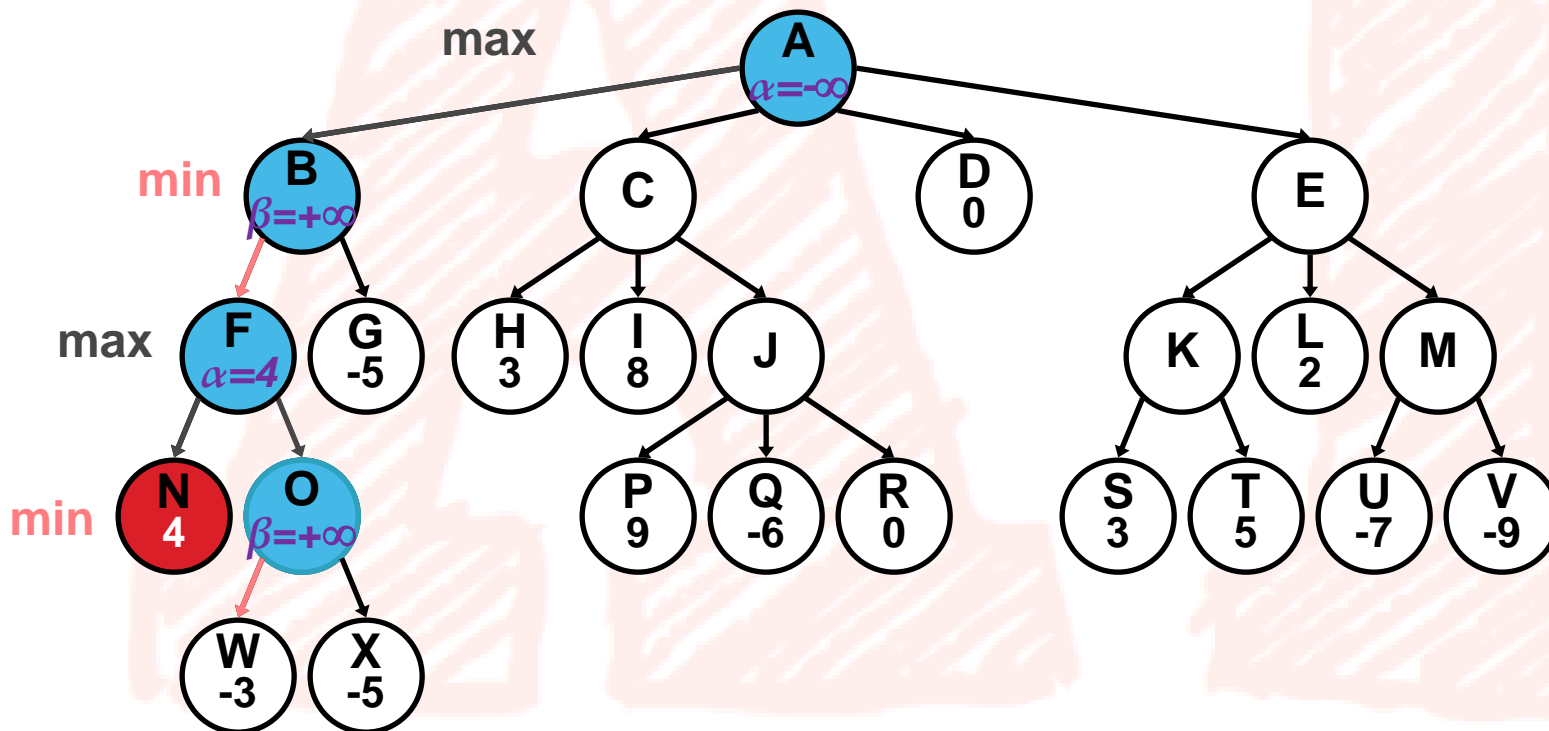 max
A
α=-∞
min
B
β=+∞
C
D
0
E
max
F
α=4
G
-5
H
3
I
8
J
K
L
2
M
min
N
4
O
β=+∞
P
9
Q
-6
R
0
S
3
T
5
U
-7
V
-9
W
-3
X
-5